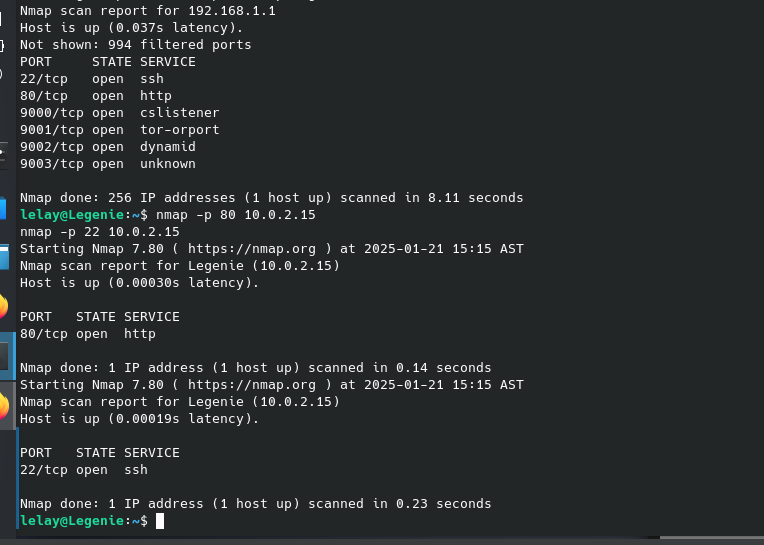 Nmap scan report for 192.168.1.1
Host is up (0.037s latency).
Not shown: 994 filtered ports
PORT     STATE SERVICE
22/tcp   open  ssh
80/tcp   open  http
9000/tcp open  cslistener
9001/tcp open  tor-orport
9002/tcp open  dynamid
9003/tcp open  unknown

Nmap done: 256 IP addresses (1 host up) scanned in 8.11 seconds
lelay@Legenie:~$ nmap -p 80 10.0.2.15
nmap -p 22 10.0.2.15
Starting Nmap 7.80 ( https://nmap.org ) at 2025-01-21 15:15 AST
Nmap scan report for Legenie (10.0.2.15)
Host is up (0.00030s latency).

PORT   STATE SERVICE
80/tcp open  http

Nmap done: 1 IP address (1 host up) scanned in 0.14 seconds
Starting Nmap 7.80 ( https://nmap.org ) at 2025-01-21 15:15 AST
Nmap scan report for Legenie (10.0.2.15)
Host is up (0.00019s latency).

PORT   STATE SERVICE
22/tcp open  ssh

Nmap done: 1 IP address (1 host up) scanned in 0.23 seconds
lelay@Legenie:~$